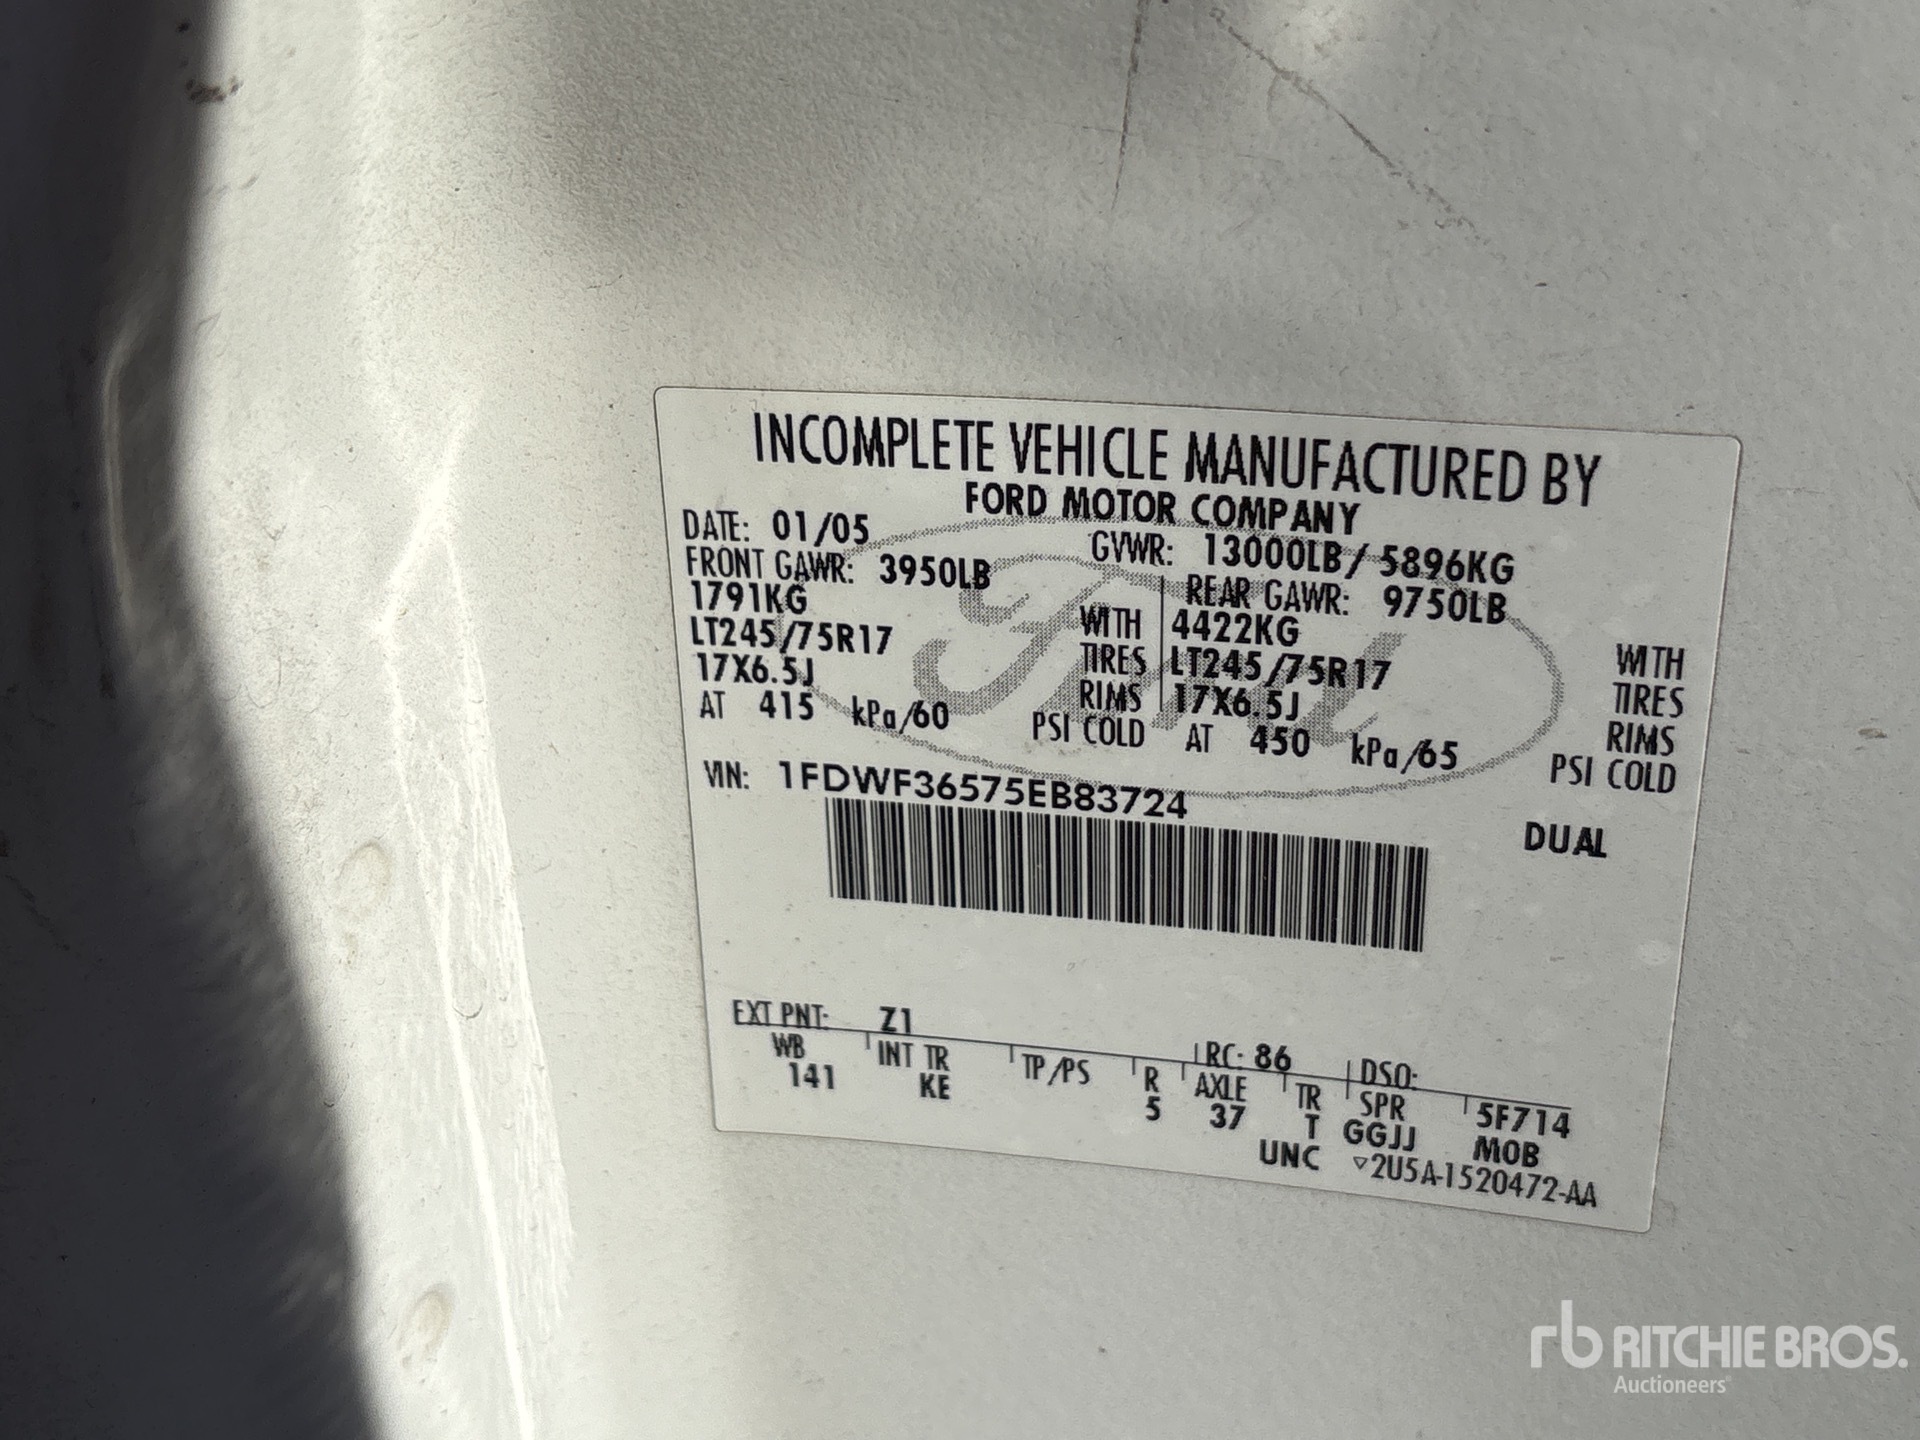 INCOMPLETE VEHICLE MANUFACTURED BY
FORD MOTOR COMPANY
DATE: 01/05 GVWR: 13000LB/ 5896KG
FRONT GAWR: 3950LB REAR GAWR: 9750LB
1791KG WITH 4422KG WITH
LT245/75R17 TIRES LT245/75R17 TIRES
17X6.5J RIMS 17X6.5J RIMS
AT 415 kPa/60 PSI COLD AT 450 kPa/65 PSI COLD
VIN: 1FDWF36575EB83724
DUAL
Ford
EXT PNT: Z1 RC: 86 DSO:
WB INT TR TP/PS R AXLE TR SPR 5F714
141 KE 5 37 T GGJJ MOB
UNC ▽2U5A-1520472-AA
rb RITCHIE BROS.
Auctioneers